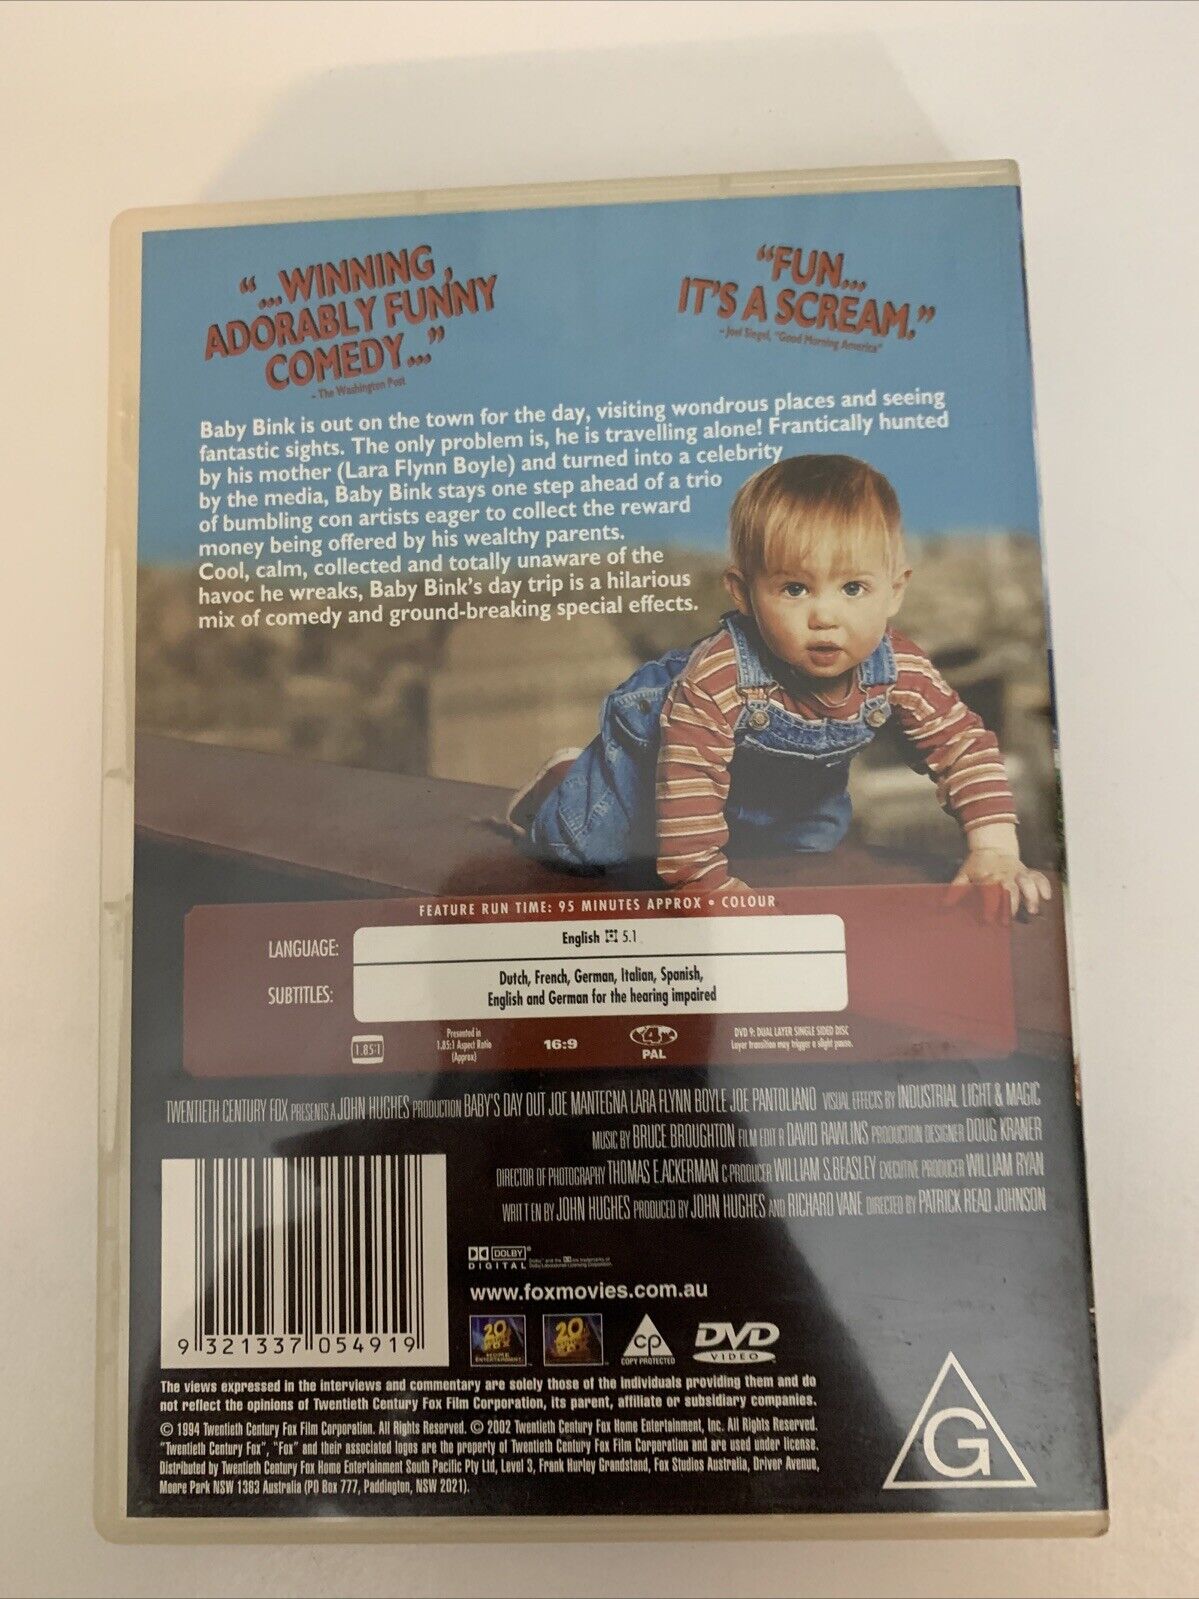 “...WINNING,
ADORABLY FUNNY
COMEDY...”
- The Washington Post
“FUN...
IT'S A SCREAM.”
- Joel Siegel, "Good Morning America"
Baby Bink is out on the town for the day, visiting wondrous places and seeing
fantastic sights. The only problem is, he is travelling alone! Frantically hunted
by his mother (Lara Flynn Boyle) and turned into a celebrity
by the media, Baby Bink stays one step ahead of a trio
of bumbling con artists eager to collect the reward
money being offered by his wealthy parents.
Cool, calm, collected and totally unaware of the
havoc he wreaks, Baby Bink's day trip is a hilarious
mix of comedy and ground-breaking special effects.
FEATURE RUN TIME: 95 MINUTES APPROX • COLOUR
LANGUAGE:
English 5.1
SUBTITLES:
Dutch, French, German, Italian, Spanish,
English and German for the hearing impaired
1.85:1
Presented in
1.85:1 Aspect Ratio
(Approx)
16:9
4
PAL
DVD 9: DUAL LAYER SINGLE SIDED DISC
Layer transition may trigger a slight pause.
TWENTIETH CENTURY FOX PRESENTS A JOHN HUGHES PRODUCTION BABY'S DAY OUT JOE MANTEGNA LARA FLYNN BOYLE JOE PANTOLIANO VISUAL EFFECTS BY INDUSTRIAL LIGHT & MAGIC
MUSIC BY BRUCE BROUGHTON FILM EDIT R DAVID RAWLINS PRODUCTION DESIGNER DOUG KRANER
DIRECTOR OF PHOTOGRAPHY THOMAS E. ACKERMAN C-PRODUCER WILLIAM S. BEASLEY EXECUTIVE PRODUCER WILLIAM RYAN
WRITTEN BY JOHN HUGHES PRODUCED BY JOHN HUGHES AND RICHARD VANE DIRECTED BY PATRICK READ JOHNSON
DOLBY
DIGITAL
www.foxmovies.com.au
9 321337 054919
20
HOME
ENTERTAINMENT
20
cp
COPY PROTECTED
DVD
VIDEO
The views expressed in the interviews and commentary are solely those of the individuals providing them and do
not reflect the opinions of Twentieth Century Fox Film Corporation, its parent, affiliate or subsidiary companies.
© 1994 Twentieth Century Fox Film Corporation. All Rights Reserved. © 2002 Twentieth Century Fox Home Entertainment, Inc. All Rights Reserved.
"Twentieth Century Fox", "Fox" and their associated logos are the property of Twentieth Century Fox Film Corporation and are used under license.
Distributed by Twentieth Century Fox Home Entertainment South Pacific Pty Ltd, Level 3, Frank Hurley Grandstand, Fox Studios Australia, Driver Avenue,
Moore Park NSW 1363 Australia (PO Box 777, Paddington, NSW 2021).
G